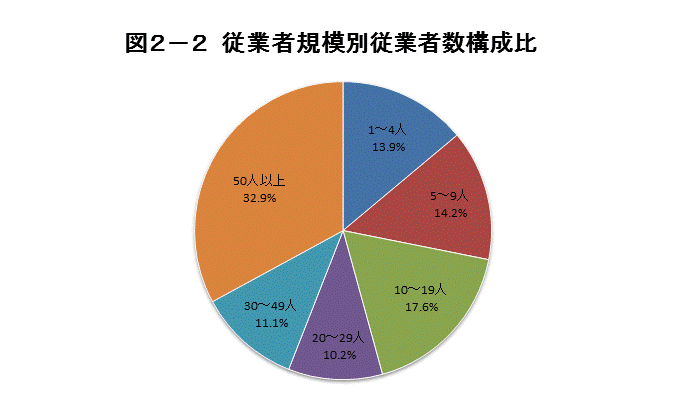 図2－2 従業者規模別従業者数構成比
1～4人
13.9%
5～9人
14.2%
10～19人
17.6%
20～29人
10.2%
30～49人
11.1%
50人以上
32.9%